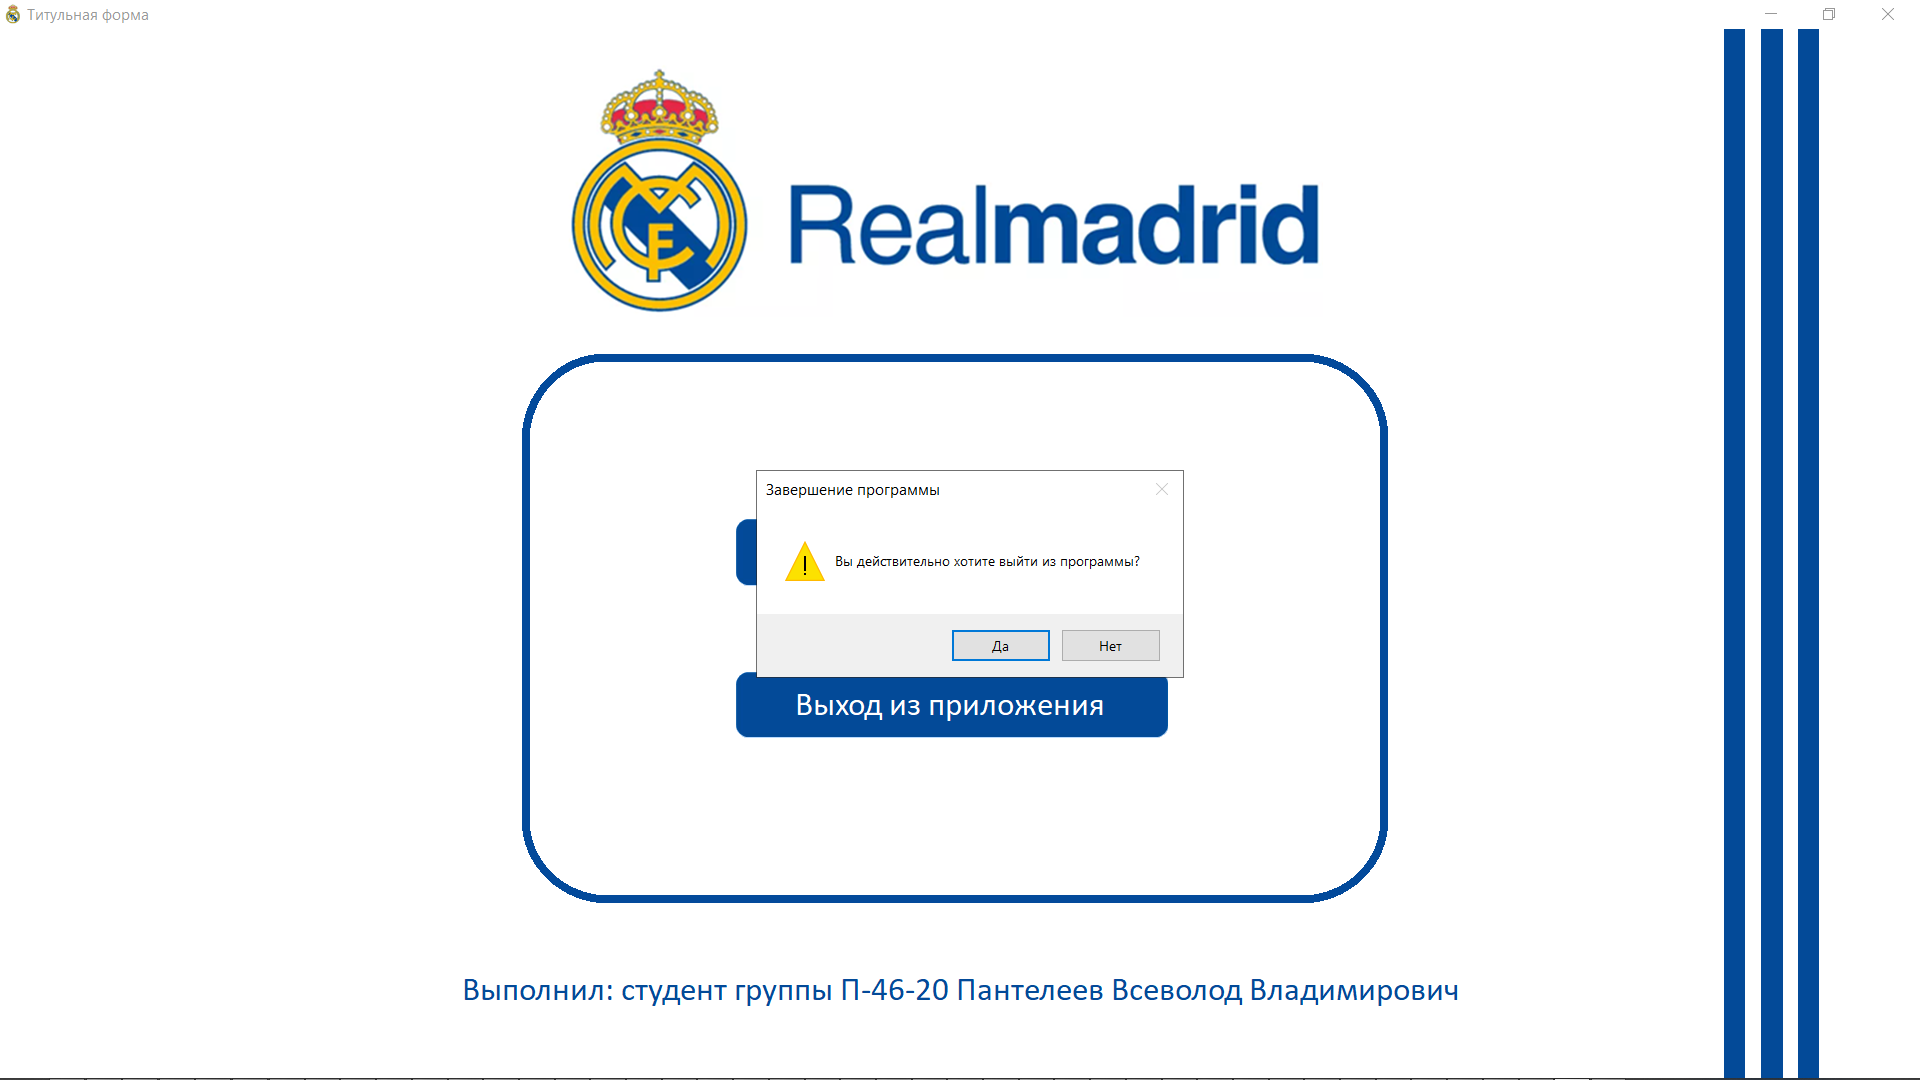 Титульная форма
Realmadrid
Завершение программы
Вы действительно хотите выйти из программы?
Да
Нет
Выход из приложения
Выполнил: студент группы П-46-20 Пантелеев Всеволод Владимирович